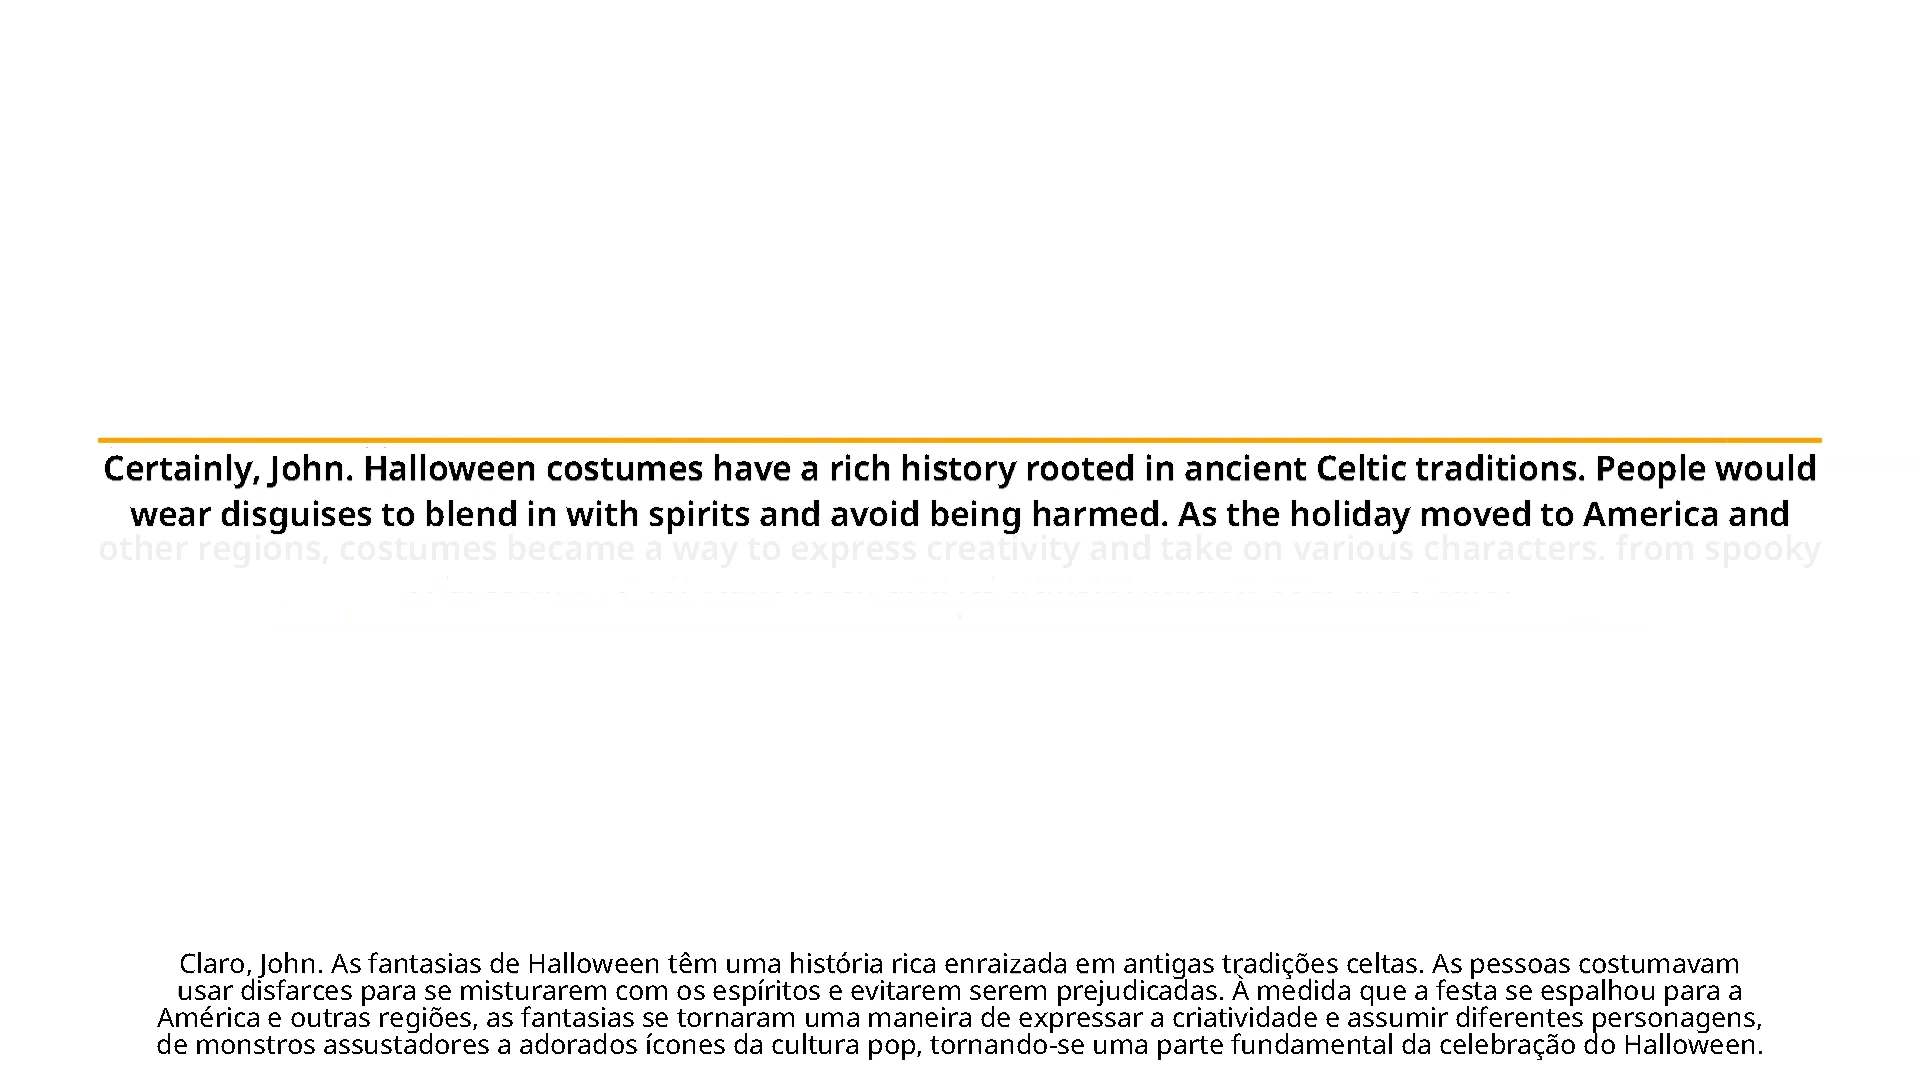 Certainly, John. Halloween costumes have a rich history rooted in ancient Celtic traditions. People would
wear disguises to blend in with spirits and avoid being harmed. As the holiday moved to America and
other regions, costumes became a way to express creativity and take on various characters. from spooky
Claro, John. As fantasias de Halloween têm uma história rica enraizada em antigas tradições celtas. As pessoas costumavam
usar disfarces para se misturarem com os espíritos e evitarem serem prejudicadas. À medida que a festa se espalhou para a
América e outras regiões, as fantasias se tornaram uma maneira de expressar a criatividade e assumir diferentes personagens,
de monstros assustadores a adorados ícones da cultura pop, tornando-se uma parte fundamental da celebração do Halloween.